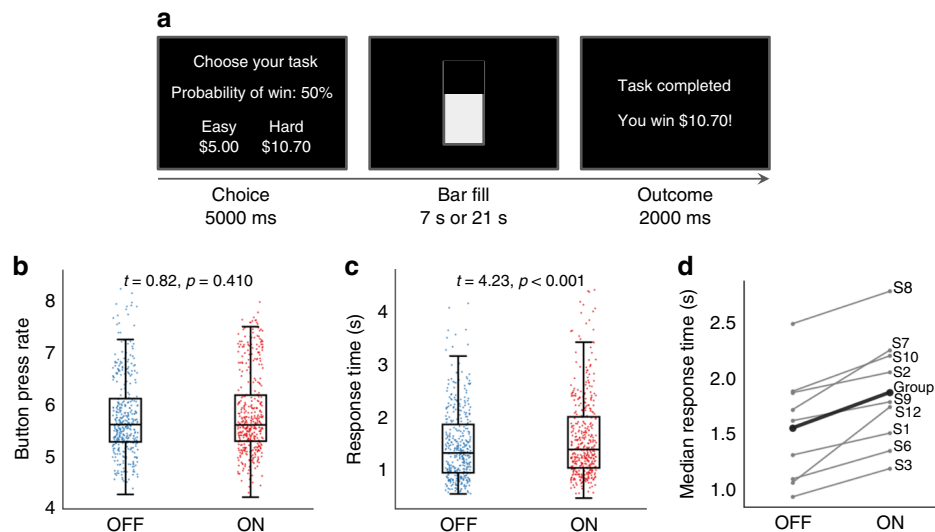 a
Choose your task
Probability of win: 50%
Easy Hard
$5.00 $10.70
Task completed
You win $10.70!
Choice Bar fill Outcome
5000 ms 7 s or 21 s 2000 ms
b
t = 0.82, p = 0.410
Button press rate
8
7
6
5
4
OFF ON
c
t = 4.23, p < 0.001
Response time (s)
4
3
2
1
OFF ON
d
Median response time (s)
2.5
2.0
1.5
1.0
S8
S7
S10
S2
Group
S9
S12
S1
S6
S3
OFF ON